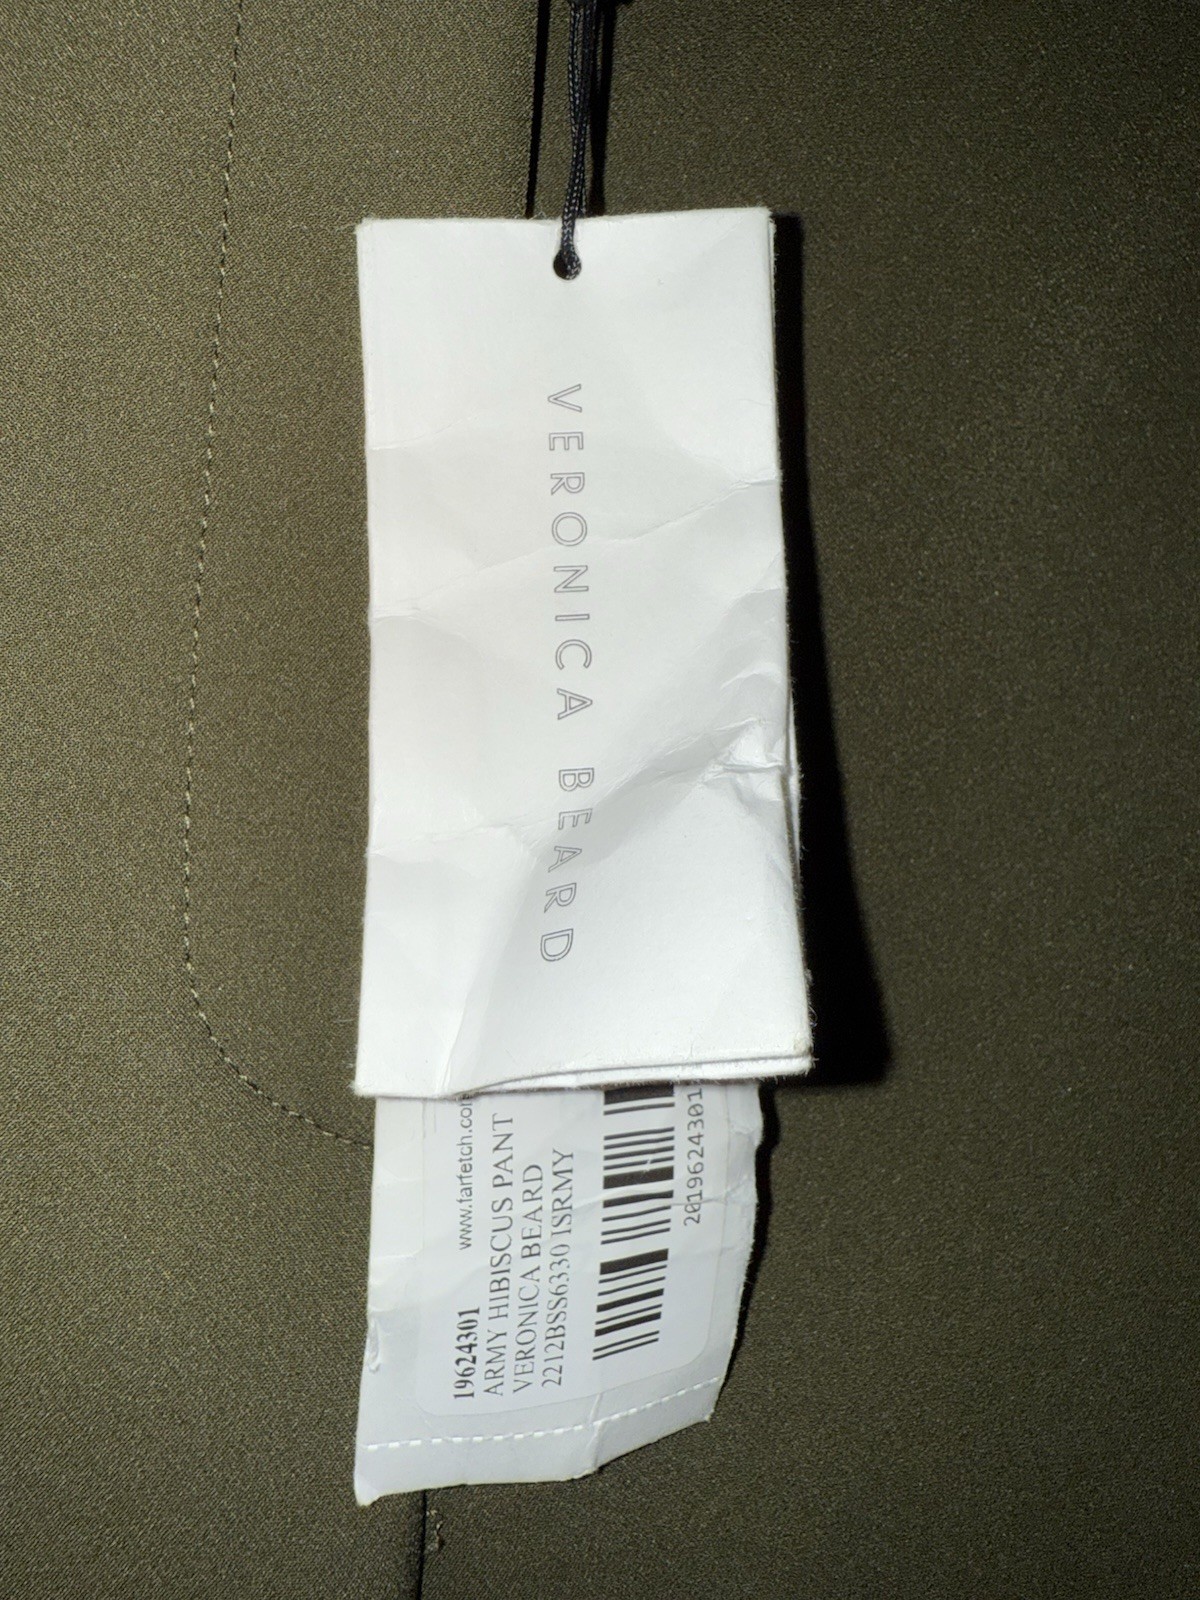 VERONICA BEARD
www.farfetch.com
19624301
ARMY HIBISCUS PANT
VERONICA BEARD
2212BSS6330 ISRMY
2019624301